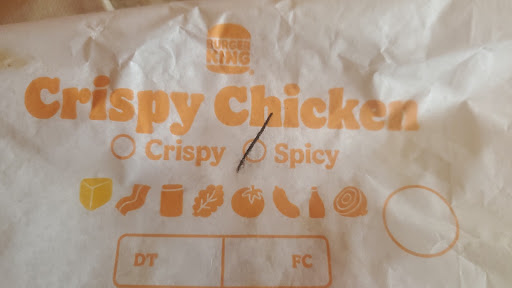 BURGER
KING
Crispy Chicken
Crispy Spicy
DT FC